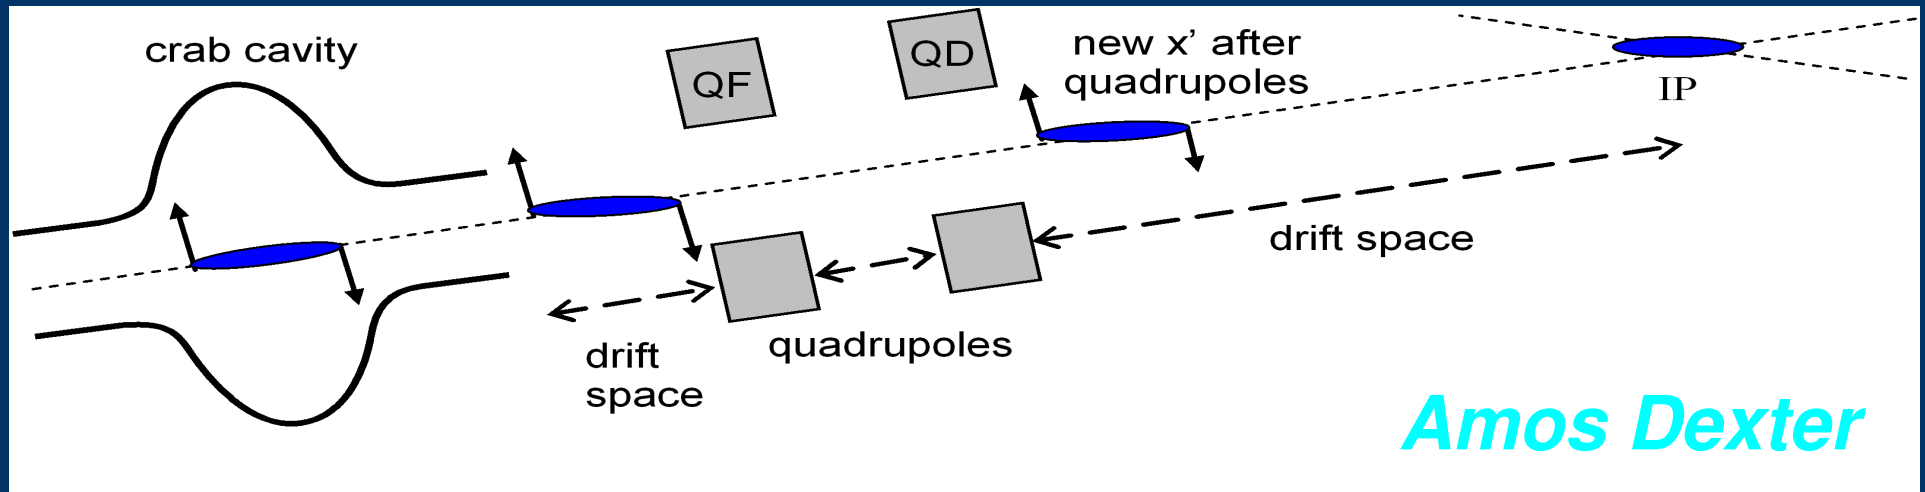 crab cavity
QF
QD
new x’ after
quadrupoles
IP
drift space
quadrupoles
drift
space
Amos Dexter